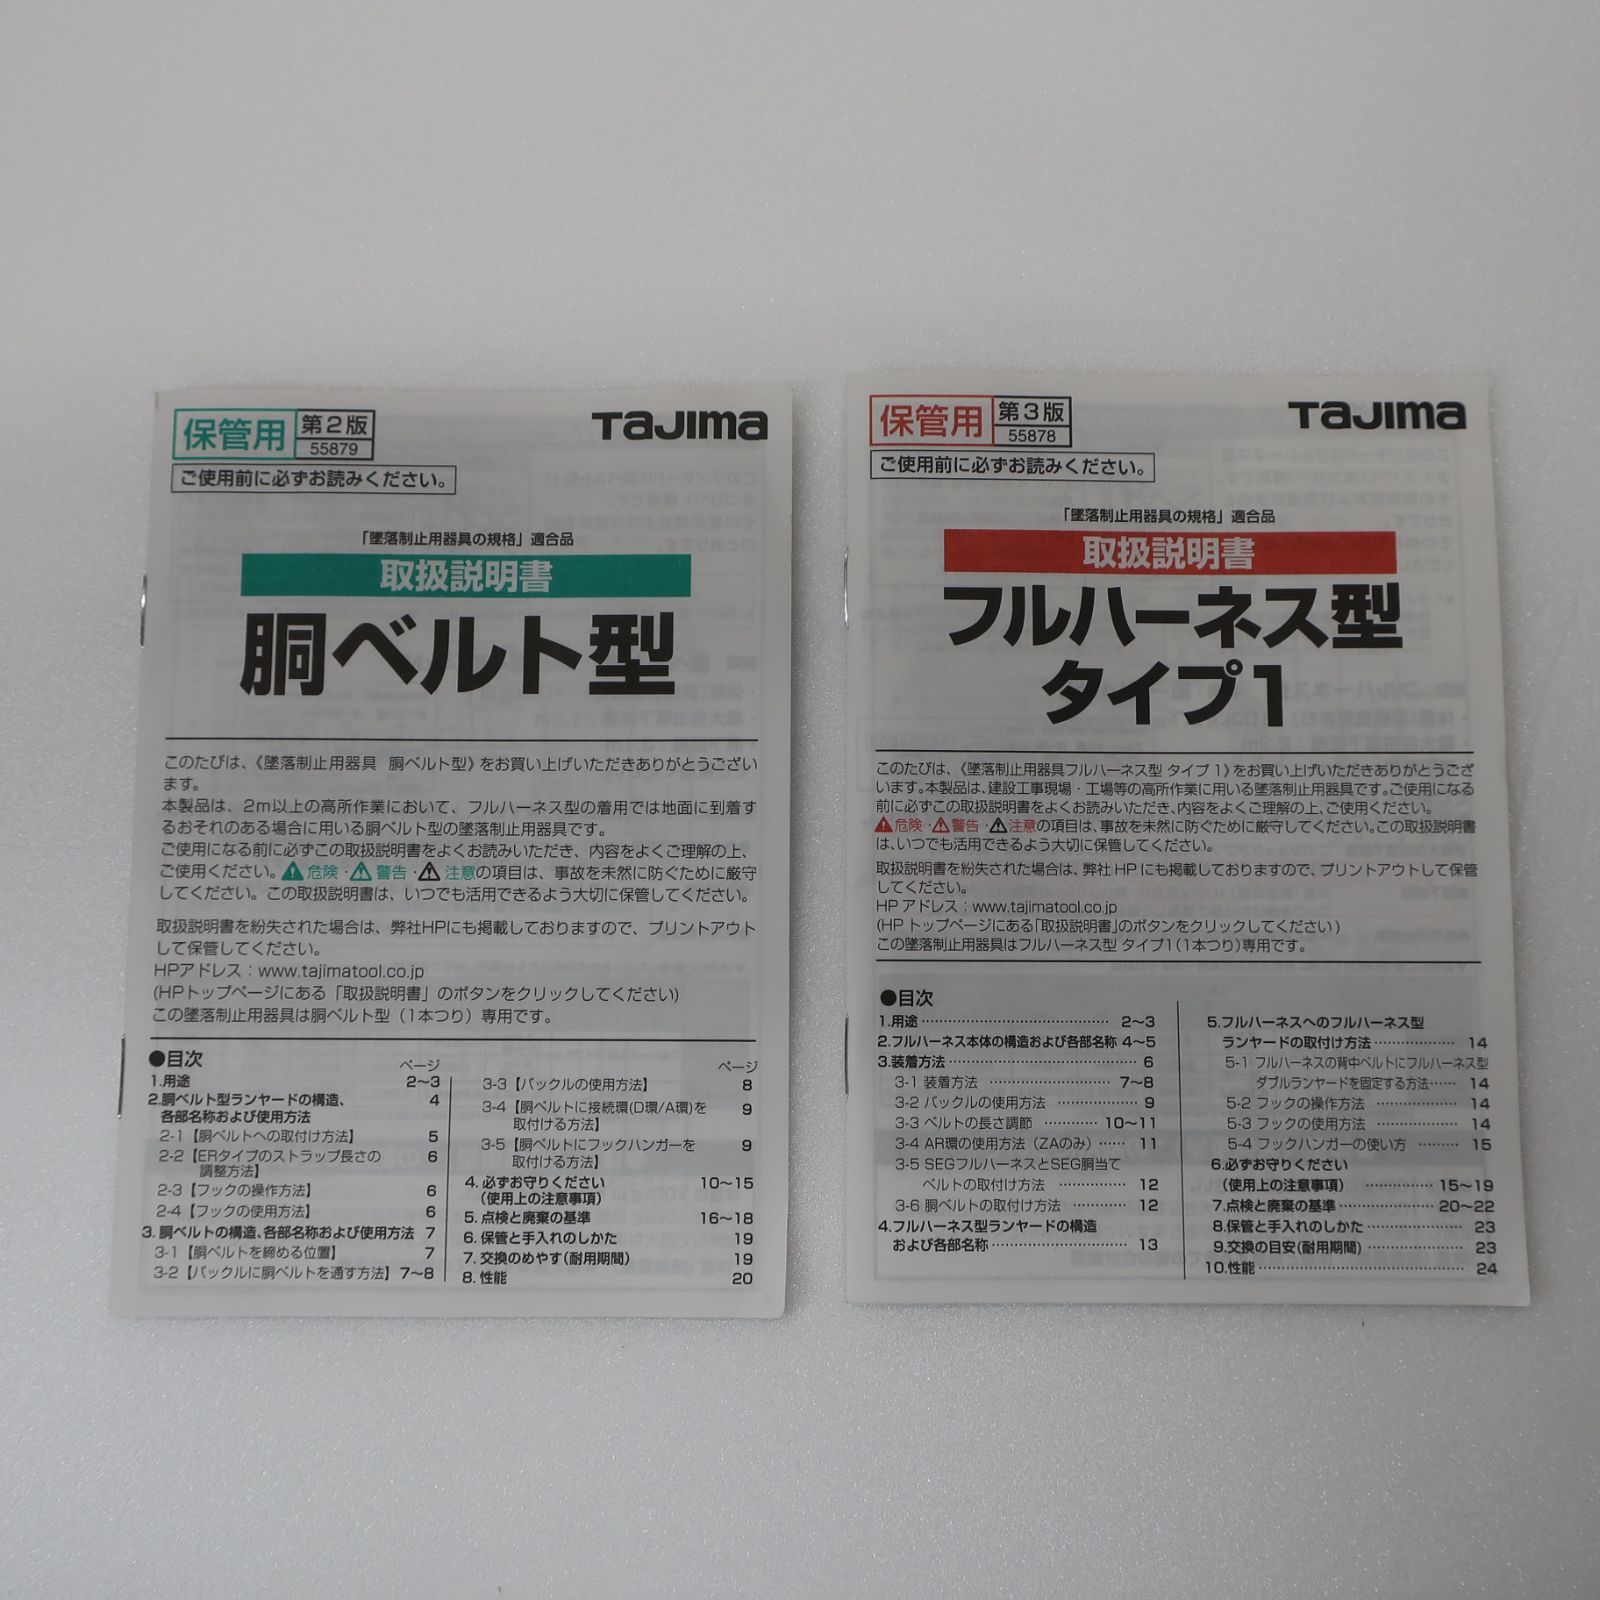 保管用
第2版
55879
TAJIMA
ご使用前に必ずお読みください。
「墜落制止用器具の規格」適合品
取扱説明書
胴ベルト型
このたびは、《墜落制止用器具 胴ベルト型》をお買い上げいただきありがとうござい
ます。
本製品は、2m以上の高所作業において、フルハーネス型の着用では地面に到着す
るおそれのある場合に用いる胴ベルト型の墜落制止用器具です。
ご使用になる前に必ずこの取扱説明書をよくお読みいただき、内容をよくご理解の上、
ご使用ください。⚠危険・⚠警告・⚠注意の項目は、事故を未然に防ぐために厳守
してください。この取扱説明書は、いつでも活用できるよう大切に保管してください。
取扱説明書を紛失された場合は、弊社HPにも掲載しておりますので、プリントアウト
して保管してください。
HPアドレス：www.tajimatool.co.jp
(HPトップページにある「取扱説明書」のボタンをクリックしてください)
この墜落制止用器具は胴ベルト型（1本つり）専用です。
●目次
ページ
1.用途 2〜3
2.胴ベルト型ランヤードの構造、 4
各部名称および使用方法
2-1【胴ベルトへの取付け方法】 5
2-2【ERタイプのストラップ長さの 6
調整方法】
2-3【フックの操作方法】 6
2-4【フックの使用方法】 6
3. 胴ベルトの構造、各部名称および使用方法 7
3-1【胴ベルトを締める位置】 7
3-2【バックルに胴ベルトを通す方法】 7〜8
ページ
3-3【バックルの使用方法】 8
3-4【胴ベルトに接続環(D環/A環)を 9
取付ける方法】
3-5【胴ベルトにフックハンガーを 9
取付ける方法】
4. 必ずお守りください 10〜15
（使用上の注意事項）
5. 点検と廃棄の基準 16〜18
6. 保管と手入れのしかた 19
7. 交換のめやす(耐用期間) 19
8. 性能 20
保管用
第3版
55878
TAJIMA
ご使用前に必ずお読みください。
「墜落制止用器具の規格」適合品
取扱説明書
フルハーネス型
タイプ1
このたびは、《墜落制止用器具フルハーネス型 タイプ 1》をお買い上げいただきありがとうござ
います。本製品は、建設工事現場・工場等の高所作業に用いる墜落制止用器具です。ご使用になる
前に必ずこの取扱説明書をよくお読みいただき、内容をよくご理解の上、ご使用ください。
⚠危険・⚠警告・⚠注意の項目は、事故を未然に防ぐために厳守してください。この取扱説明書
は、いつでも活用できるよう大切に保管してください。
取扱説明書を紛失された場合は、弊社 HP にも掲載しておりますので、プリントアウトして保管
してください。
HP アドレス：www.tajimatool.co.jp
(HP トップページにある「取扱説明書」のボタンをクリックしてください)
この墜落制止用器具はフルハーネス型 タイプ1（1本つり）専用です。
●目次
1.用途 2〜3
2.フルハーネス本体の構造および各部名称 4〜5
3.装着方法 6
3-1 装着方法 7〜8
3-2 バックルの使用方法 9
3-3 ベルトの長さ調節 10〜11
3-4 AR環の使用方法（ZAのみ） 11
3-5 SEGフルハーネスとSEG胴当て
ベルトの取付け方法 12
3-6 胴ベルトの取付け方法 12
4.フルハーネス型ランヤードの構造
および各部名称 13
5.フルハーネスへのフルハーネス型
ランヤードの取付け方法 14
5-1 フルハーネスの背中ベルトにフルハーネス型
ダブルランヤードを固定する方法 14
5-2 フックの操作方法 14
5-3 フックの使用方法 14
5-4 フックハンガーの使い方 15
6.必ずお守りください
（使用上の注意事項） 15〜19
7.点検と廃棄の基準 20〜22
8.保管と手入れのしかた 23
9.交換の目安(耐用期間) 23
10.性能 24